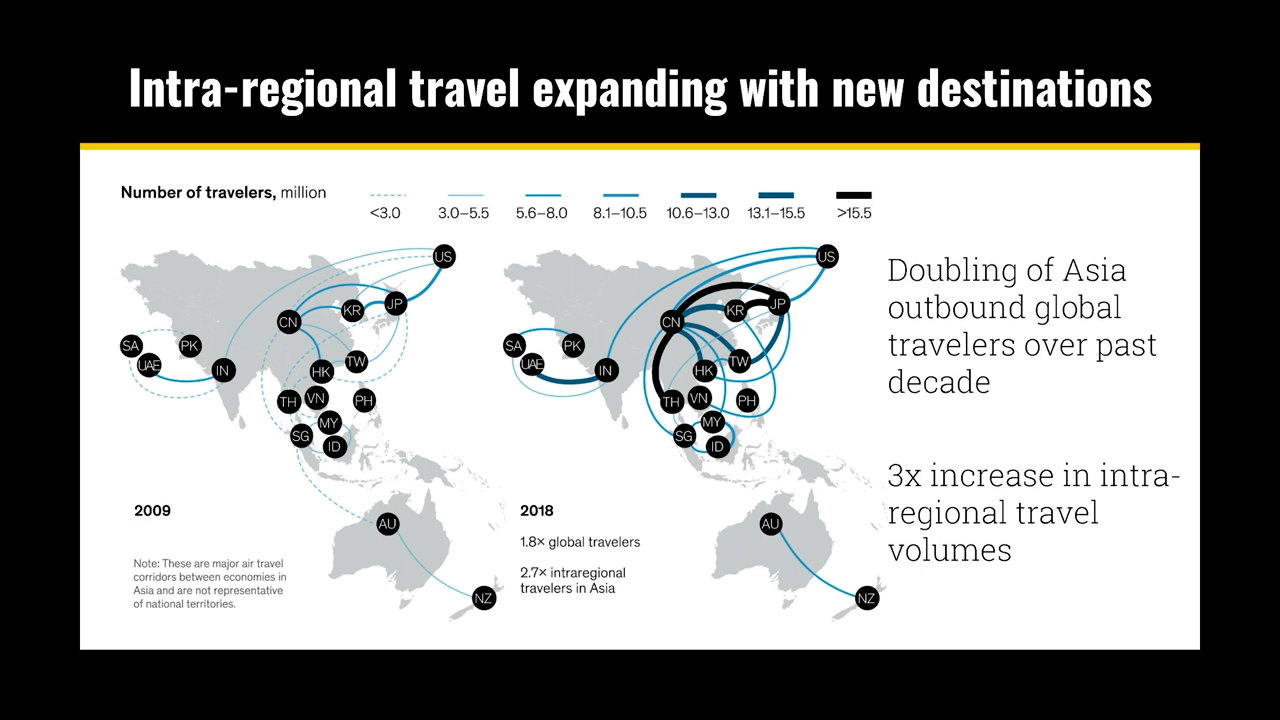 Intra-regional travel expanding with new destinations
Number of travelers, million
<3.0
3.0–5.5
5.6–8.0
8.1–10.5
10.6–13.0
13.1–15.5
>15.5
US
CN
KR
JP
SA
PK
UAE
IN
HK
TW
TH
VN
PH
MY
SG
ID
AU
NZ
2009
Note: These are major air travel
corridors between economies in
Asia and are not representative
of national territories.
US
CN
KR
JP
SA
PK
UAE
IN
HK
TW
TH
VN
PH
MY
SG
ID
AU
NZ
2018
1.8× global travelers
2.7× intraregional
travelers in Asia
Doubling of Asia
outbound global
travelers over past
decade
3x increase in intra-
regional travel
volumes